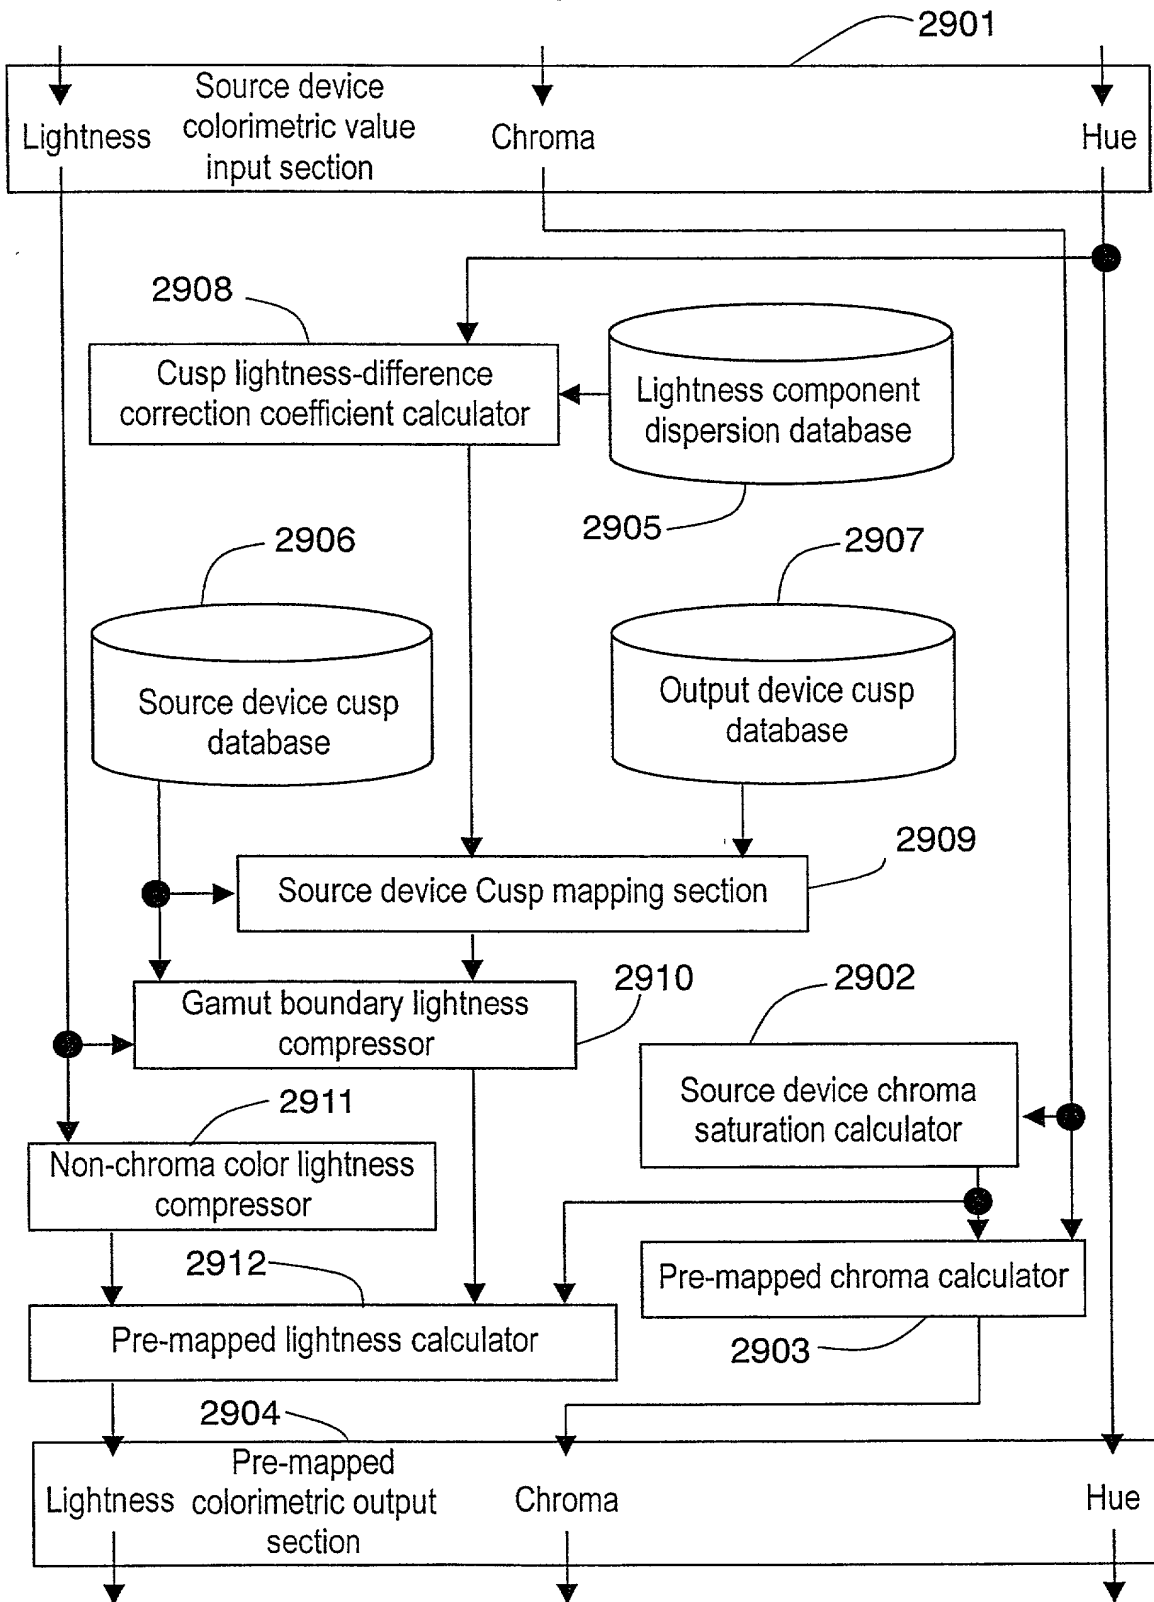 2901
Source device
colorimetric value
input section
Lightness
Chroma
Hue
2908
Cusp lightness-difference
correction coefficient calculator
Lightness component
dispersion database
2905
2906
2907
Source device cusp
database
Output device cusp
database
2909
Source device Cusp mapping section
2910
2902
Gamut boundary lightness
compressor
Source device chroma
saturation calculator
2911
Non-chroma color lightness
compressor
2912
Pre-mapped chroma calculator
Pre-mapped lightness calculator
2903
2904
Pre-mapped
colorimetric output
section
Lightness
Chroma
Hue